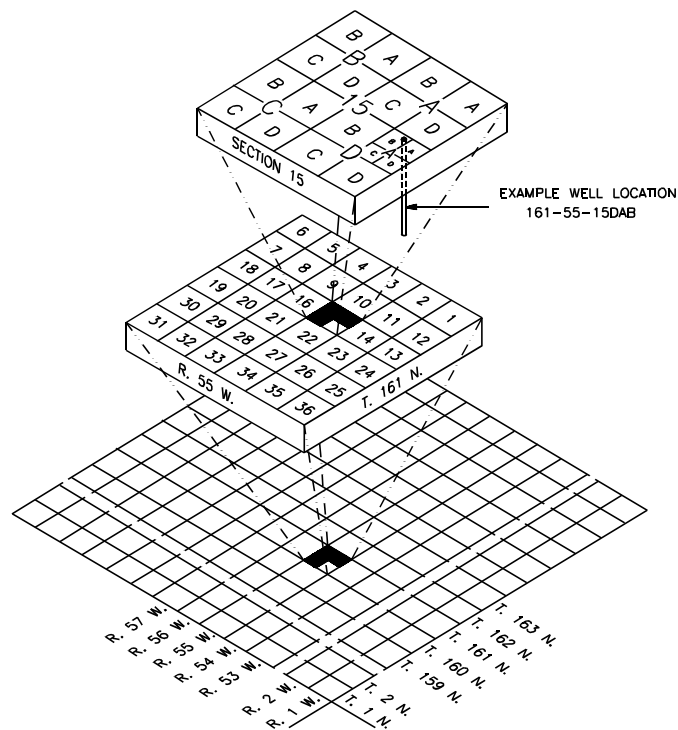 B
C B A
B D B
C C A 15 C A A
D B D
B
C D C A A
D
D
SECTION 15
EXAMPLE WELL LOCATION
161-55-15DAB
6 5 4 3 2 1
7 8 9 10 11 12
18 17 16 14 13
19 20 21 22 23 24
30 29 28 27 26 25
31 32 33 34 35 36
R. 55 W.
T. 161 N.
R. 57 W.
R. 56 W.
R. 55 W.
R. 54 W.
R. 53 W.
R. 2 W.
R. 1 W.
T. 163 N.
T. 162 N.
T. 161 N.
T. 160 N.
T. 159 N.
T. 2 N.
T. 1 N.